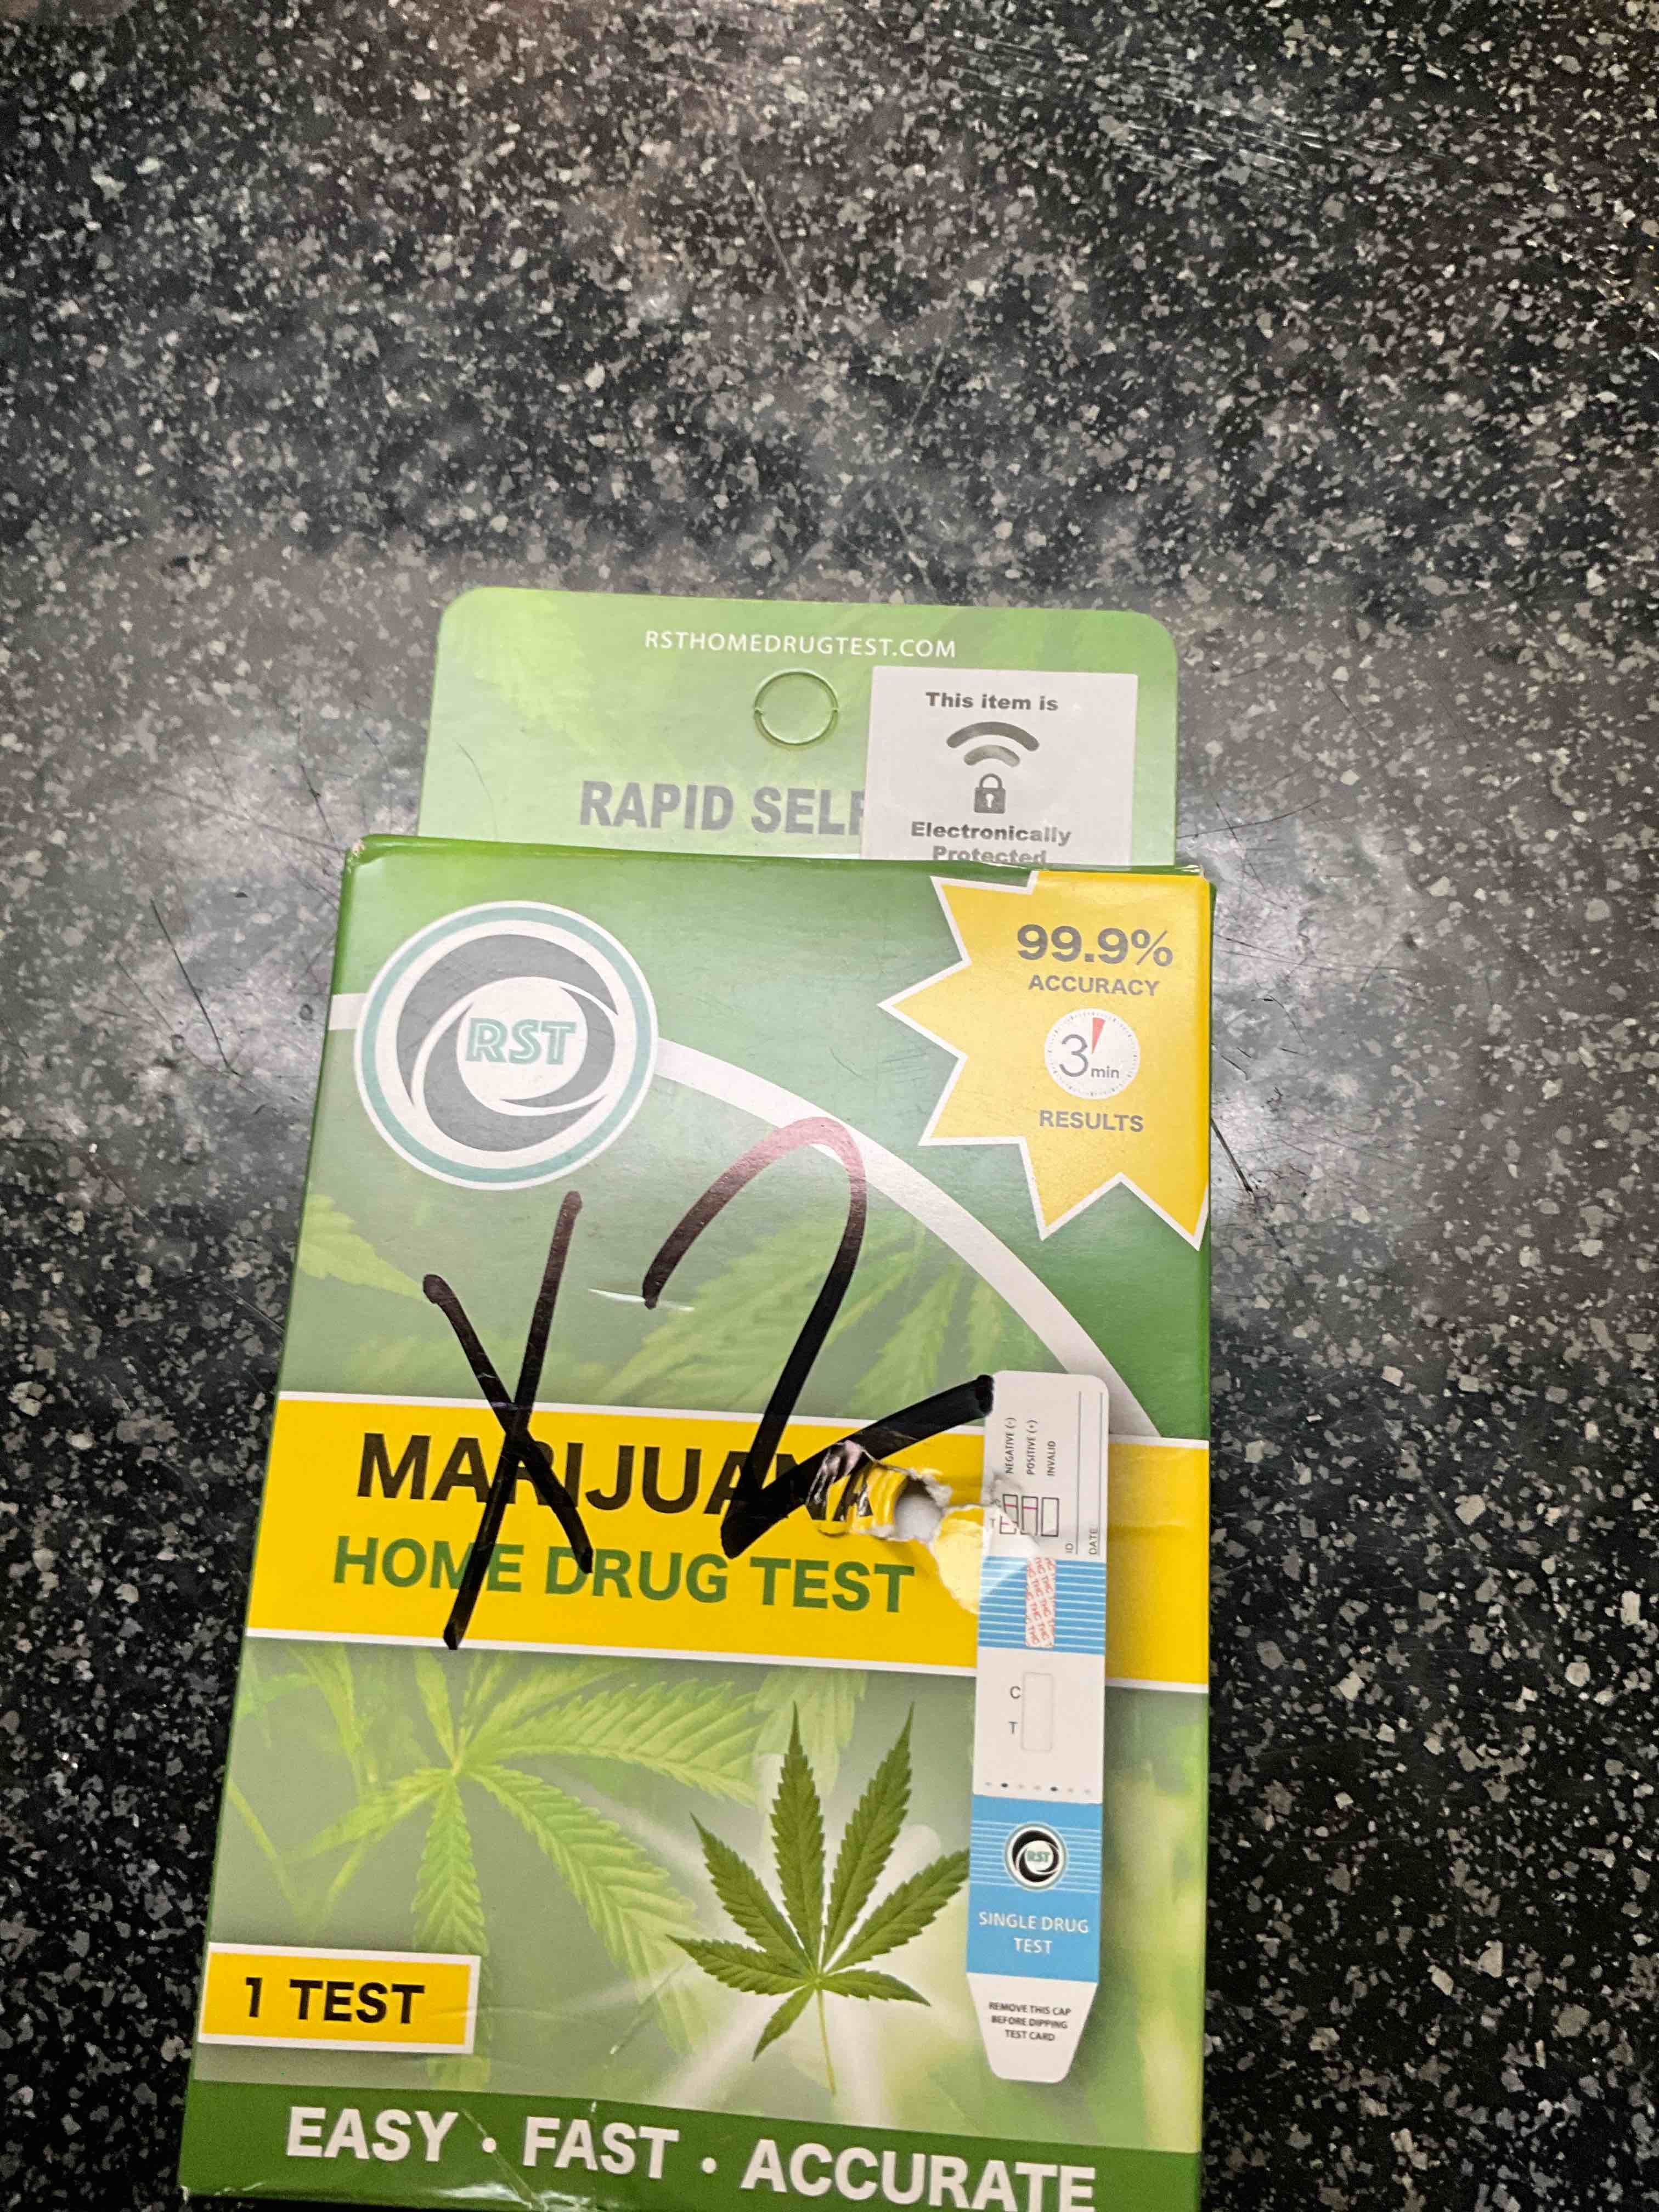 RSTHOMEDRUGTEST.COM
This item is
Electronically
Protected
RAPID SELF
99.9%
ACCURACY
3 min
RESULTS
RST
X2
MARIJUANA
HOME DRUG TEST
NEGATIVE (-)
POSITIVE (+)
INVALID
T
ID
DATE
C
T
RST
SINGLE DRUG
TEST
REMOVE THIS CAP
BEFORE DIPPING
TEST CARD
1 TEST
EASY • FAST • ACCURATE